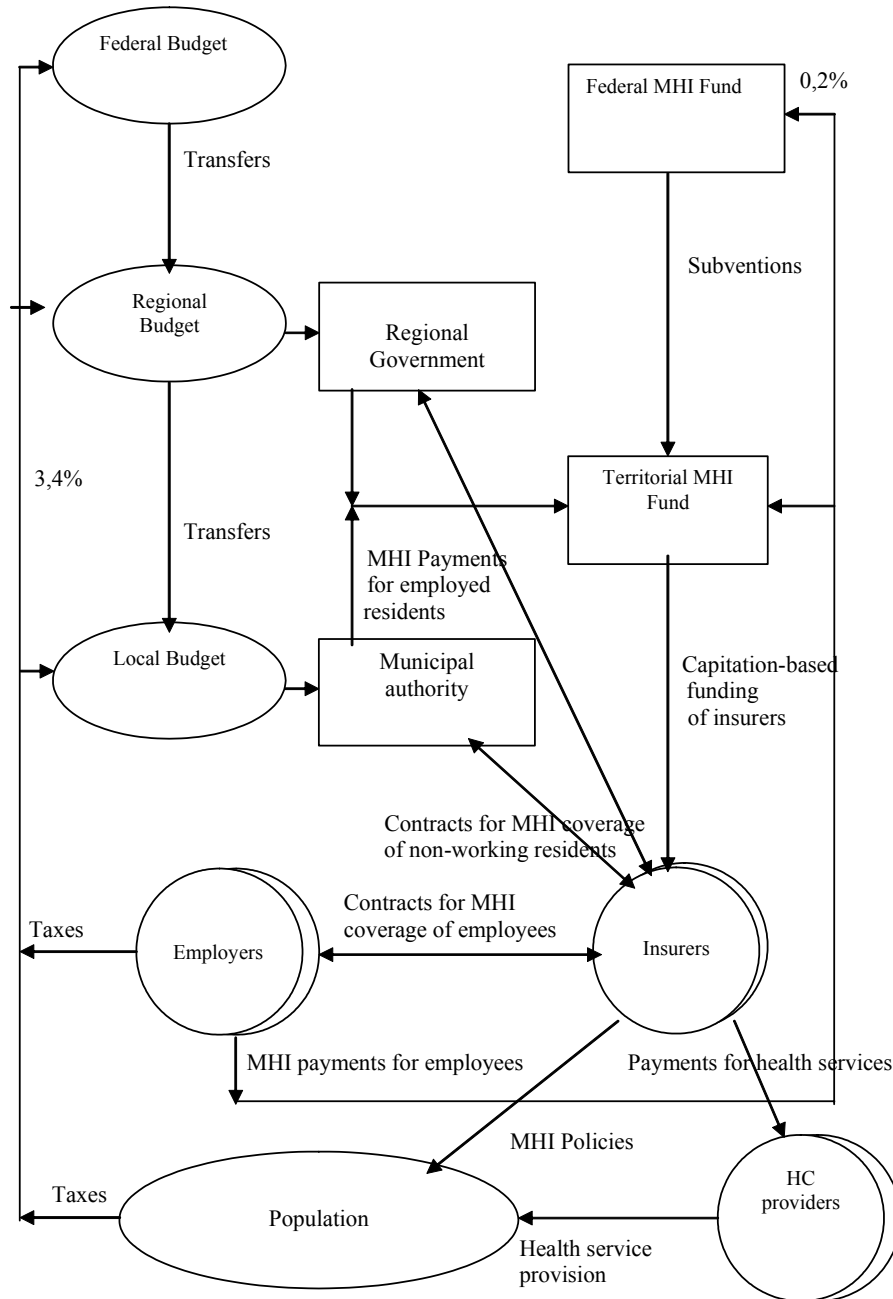 Federal Budget
Federal MHI Fund
0,2%
Transfers
Subventions
Regional
Budget
Regional
Government
3,4%
Territorial MHI
Fund
Transfers
MHI Payments
for employed
residents
Local Budget
Municipal
authority
Capitation-based
funding
of insurers
Contracts for MHI coverage
of non-working residents
Contracts for MHI
coverage of employees
Taxes
Employers
Insurers
MHI payments for employees
Payments for health services
MHI Policies
HC
providers
Taxes
Population
Health service
provision